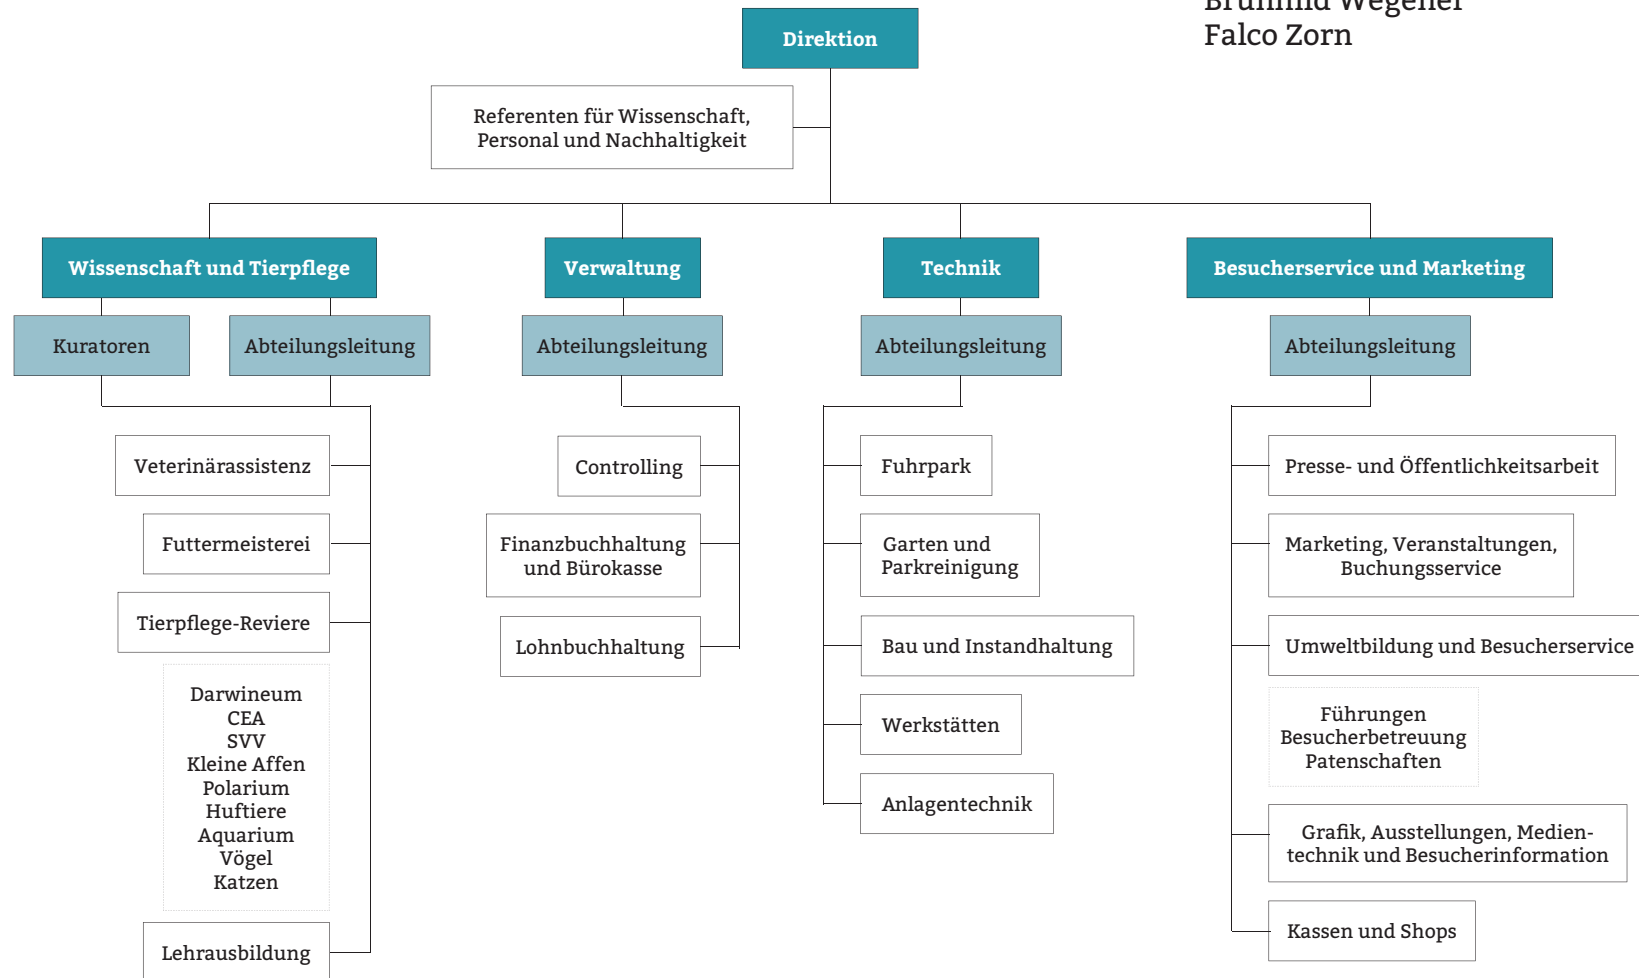 Brunhild Wegener
Falco Zorn
Direktion
Referenten für Wissenschaft,
Personal und Nachhaltigkeit
Wissenschaft und Tierpflege
Kuratoren
Abteilungsleitung
Veterinärassistenz
Futtermeisterei
Tierpflege-Reviere
Darwineum
CEA
SVV
Kleine Affen
Polarium
Huftiere
Aquarium
Vögel
Katzen
Lehrausbildung
Verwaltung
Abteilungsleitung
Controlling
Finanzbuchhaltung
und Bürokasse
Lohnbuchhaltung
Technik
Abteilungsleitung
Fuhrpark
Garten und
Parkreinigung
Bau und Instandhaltung
Werkstätten
Anlagentechnik
Besucherservice und Marketing
Abteilungsleitung
Presse- und Öffentlichkeitsarbeit
Marketing, Veranstaltungen,
Buchungsservice
Umweltbildung und Besucherservice
Führungen
Besucherbetreuung
Patenschaften
Grafik, Ausstellungen, Medien-
technik und Besucherinformation
Kassen und Shops